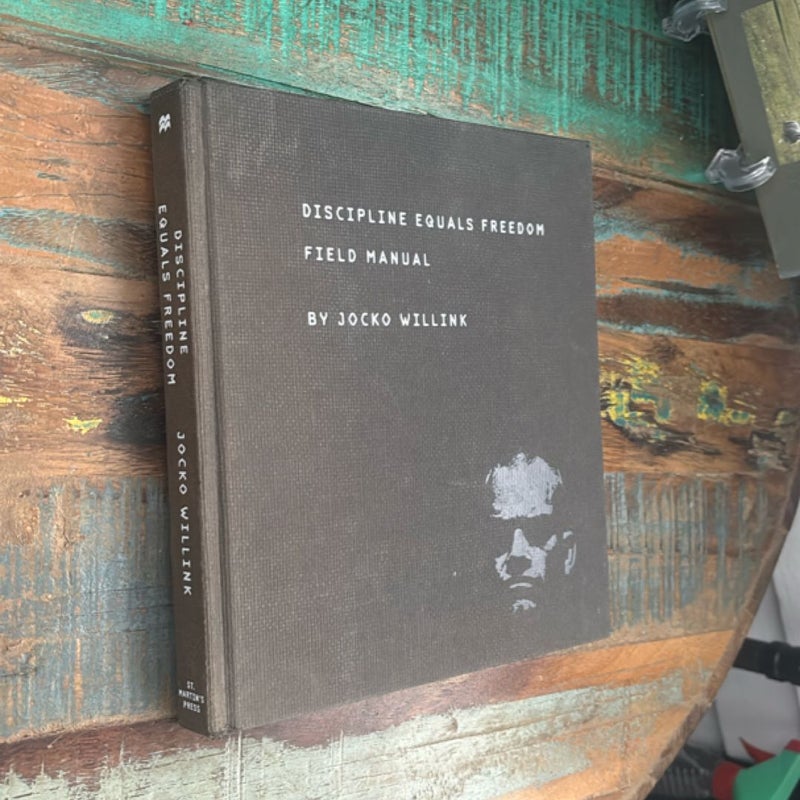 DISCIPLINE EQUALS FREEDOM
FIELD MANUAL
BY JOCKO WILLINK
DISCIPLINE
EQUALS FREEDOM
JOCKO WILLINK
ST.
MARTIN'S
PRESS